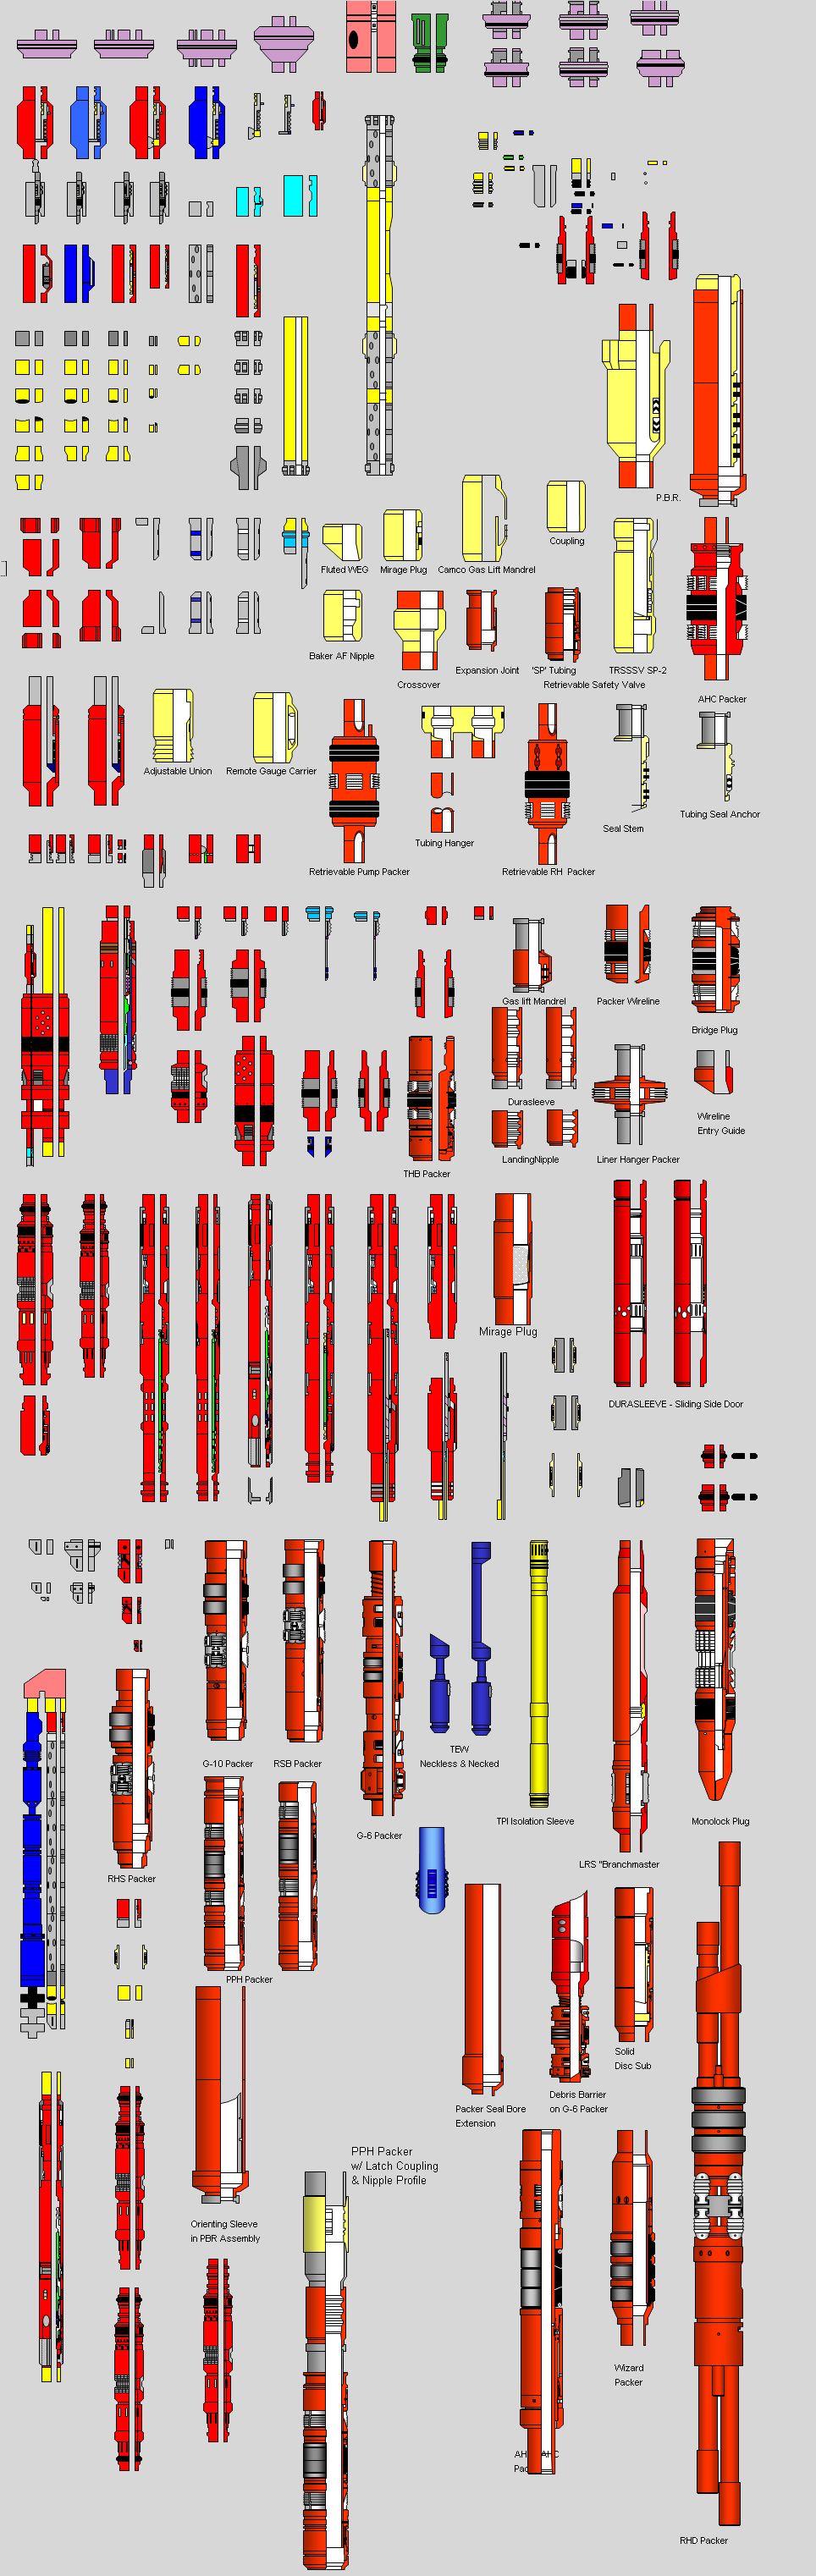 P.B.R.
Coupling
Fluted WEG
Mirage Plug
Camco Gas Lift Mandrel
Baker AF Nipple
Crossover
Expansion Joint
'SP' Tubing
Retrievable Safety Valve
TRSSSV SP-2
AHC Packer
Adjustable Union
Remote Gauge Carrier
Retrievable Pump Packer
Tubing Hanger
Retrievable RH Packer
Seal Stem
Tubing Seal Anchor
Gas lift Mandrel
Packer Wireline
Bridge Plug
Durasleeve
Wireline
Entry Guide
LandingNipple
Liner Hanger Packer
THB Packer
Mirage Plug
DURASLEEVE - Sliding Side Door
G-10 Packer
RSB Packer
TEW
Neckless & Necked
G-6 Packer
TPI Isolation Sleeve
Monolock Plug
LRS "Branchmaster
RHS Packer
PPH Packer
Solid
Disc Sub
Debris Barrier
on G-6 Packer
Packer Seal Bore
Extension
PPH Packer
w/ Latch Coupling
& Nipple Profile
Orienting Sleeve
in PBR Assembly
Wizard
Packer
RHD Packer